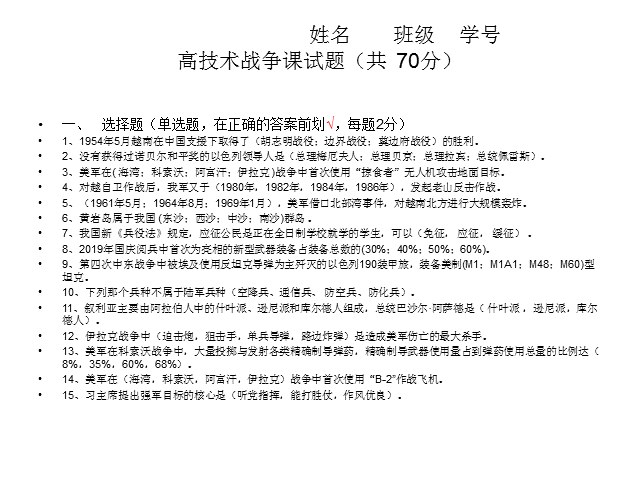 姓名 班级 学号
高技术战争课试题（共 70分）
• 一、 选择题（单选题，在正确的答案前划√，每题2分）
• 1、1954年5月越南在中国支援下取得了（胡志明战役；边界战役；奠边府战役）的胜利。
• 2、没有获得过诺贝尔和平奖的以色列领导人是（总理梅厄夫人；总理贝京；总理拉宾；总统佩雷斯）。
• 3、美军在( 海湾；科索沃；阿富汗；伊拉克 )战争中首次使用“掠食者”无人机攻击地面目标。
• 4、对越自卫作战后，我军又于（1980年，1982年，1984年，1986年），发起老山反击作战。
• 5、（1961年5月；1964年8月；1969年1月），美军借口北部湾事件，对越南北方进行大规模轰炸。
• 6、黄岩岛属于我国 (东沙；西沙；中沙；南沙)群岛 。
• 7、我国新《兵役法》规定，应征公民是正在全日制学校就学的学生，可以（免征， 应征， 缓征） 。
• 8、2019年国庆阅兵中首次为亮相的新型武器装备占装备总数的(30%；40%；50%；60%)。
• 9、第四次中东战争中被埃及使用反坦克导弹为主歼灭的以色列190装甲旅，装备美制(M1；M1A1；M48；M60)型
坦克。
• 10、下列那个兵种不属于陆军兵种（空降兵、通信兵、 防空兵、防化兵）。
• 11、叙利亚主要由阿拉伯人中的什叶派、逊尼派和库尔德人组成，总统巴沙尔·阿萨德是（ 什叶派 ，逊尼派，库尔
德人）。
• 12、伊拉克战争中（迫击炮，狙击手，单兵导弹，路边炸弹）是造成美军伤亡的最大杀手。
• 13、美军在科索沃战争中，大量投掷与发射各类精确制导弹药，精确制导武器使用量占到弹药使用总量的比例达（
8%，35%，60%，68%）。
• 14、美军在（海湾，科索沃，阿富汗，伊拉克）战争中首次使用“B-2”作战飞机。
• 15、习主席提出强军目标的核心是（听党指挥，能打胜仗，作风优良）。